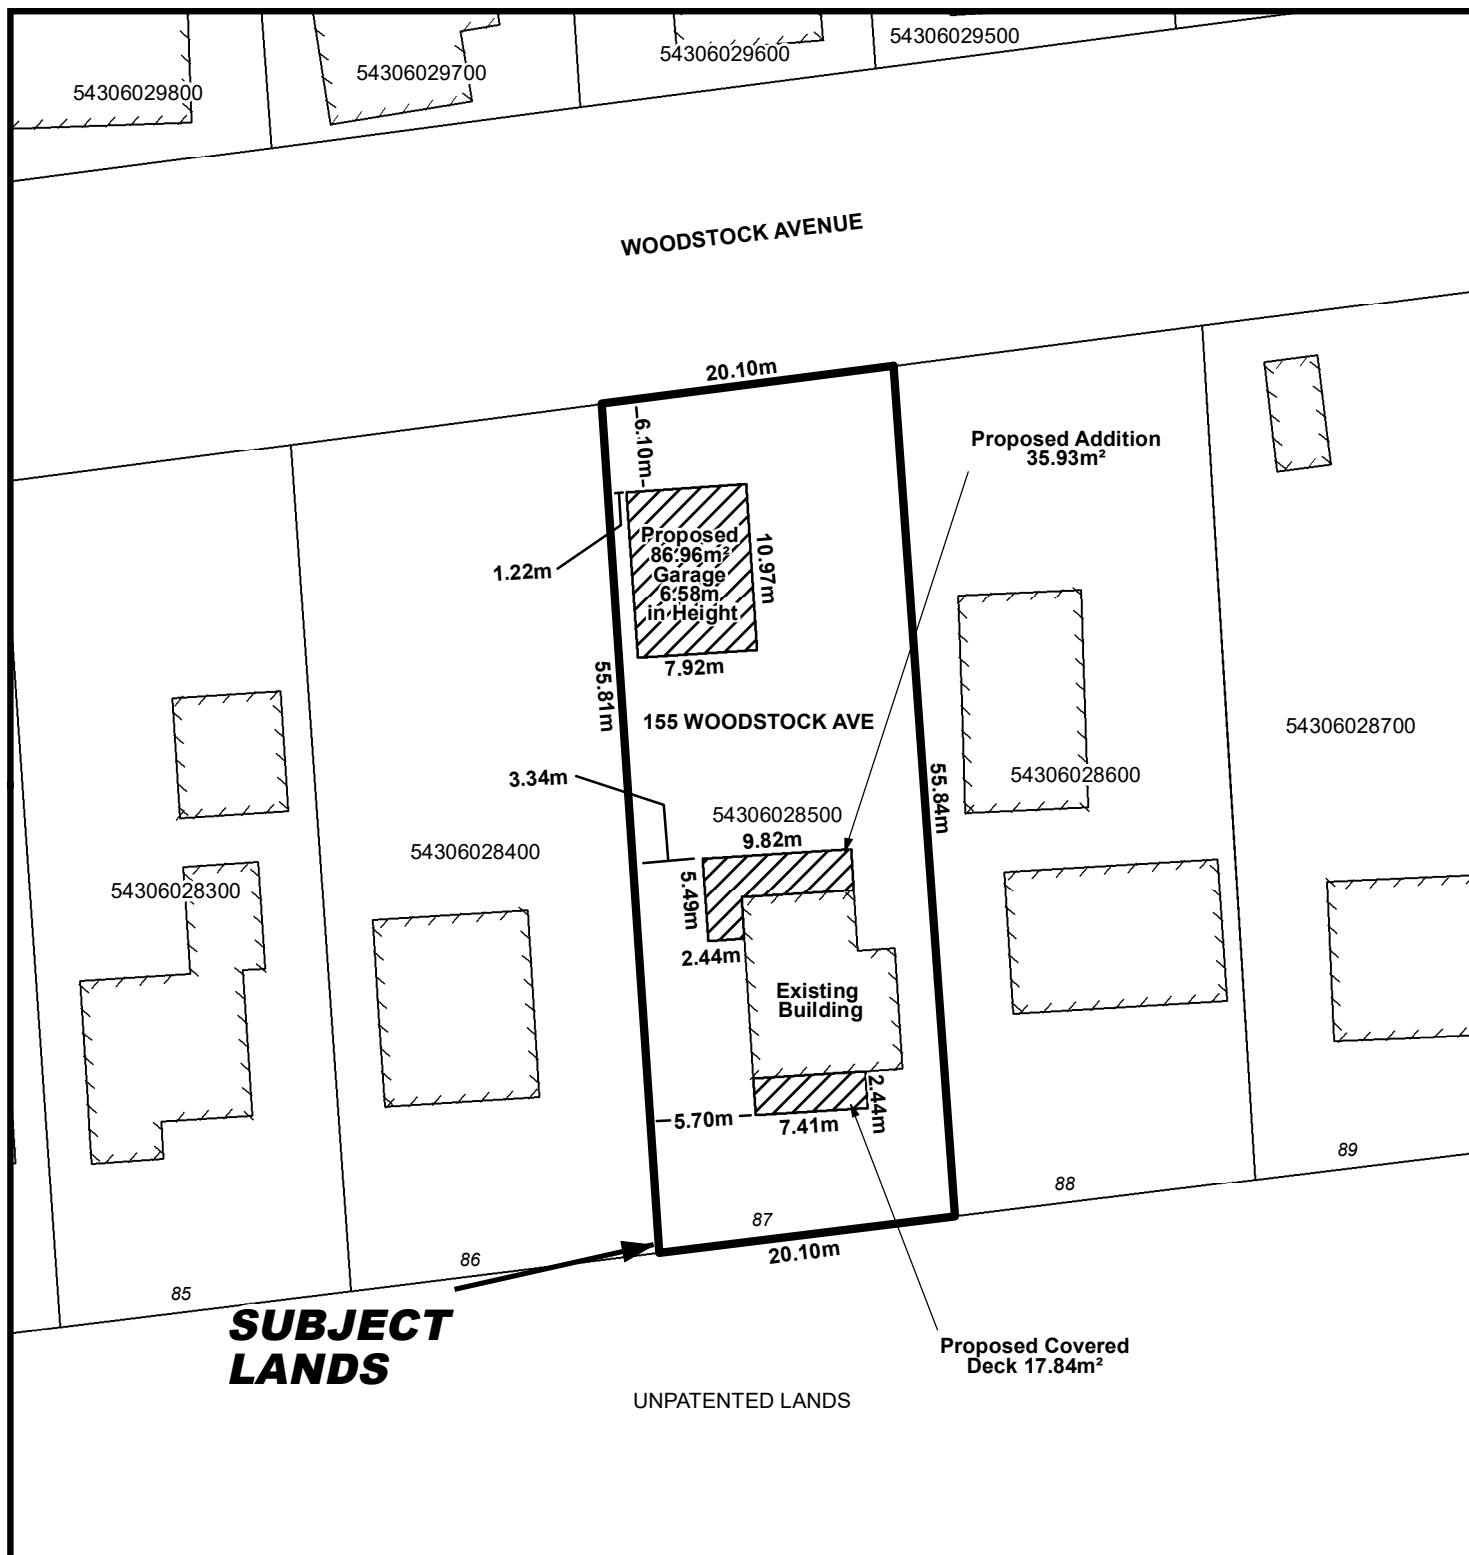 54306029800
54306029700
54306029600
54306029500
WOODSTOCK AVENUE
20.10m
6.10m
Proposed Addition
35.93m²
1.22m
Proposed
86.96m²
Garage
6.58m
in Height
10.97m
7.92m
55.81m
155 WOODSTOCK AVE
54306028700
3.34m
55.84m
54306028600
54306028500
9.82m
54306028400
54306028300
5.49m
2.44m
Existing
Building
2.44m
5.70m
7.41m
89
88
87
86
85
20.10m
SUBJECT
LANDS
Proposed Covered
Deck 17.84m²
UNPATENTED LANDS